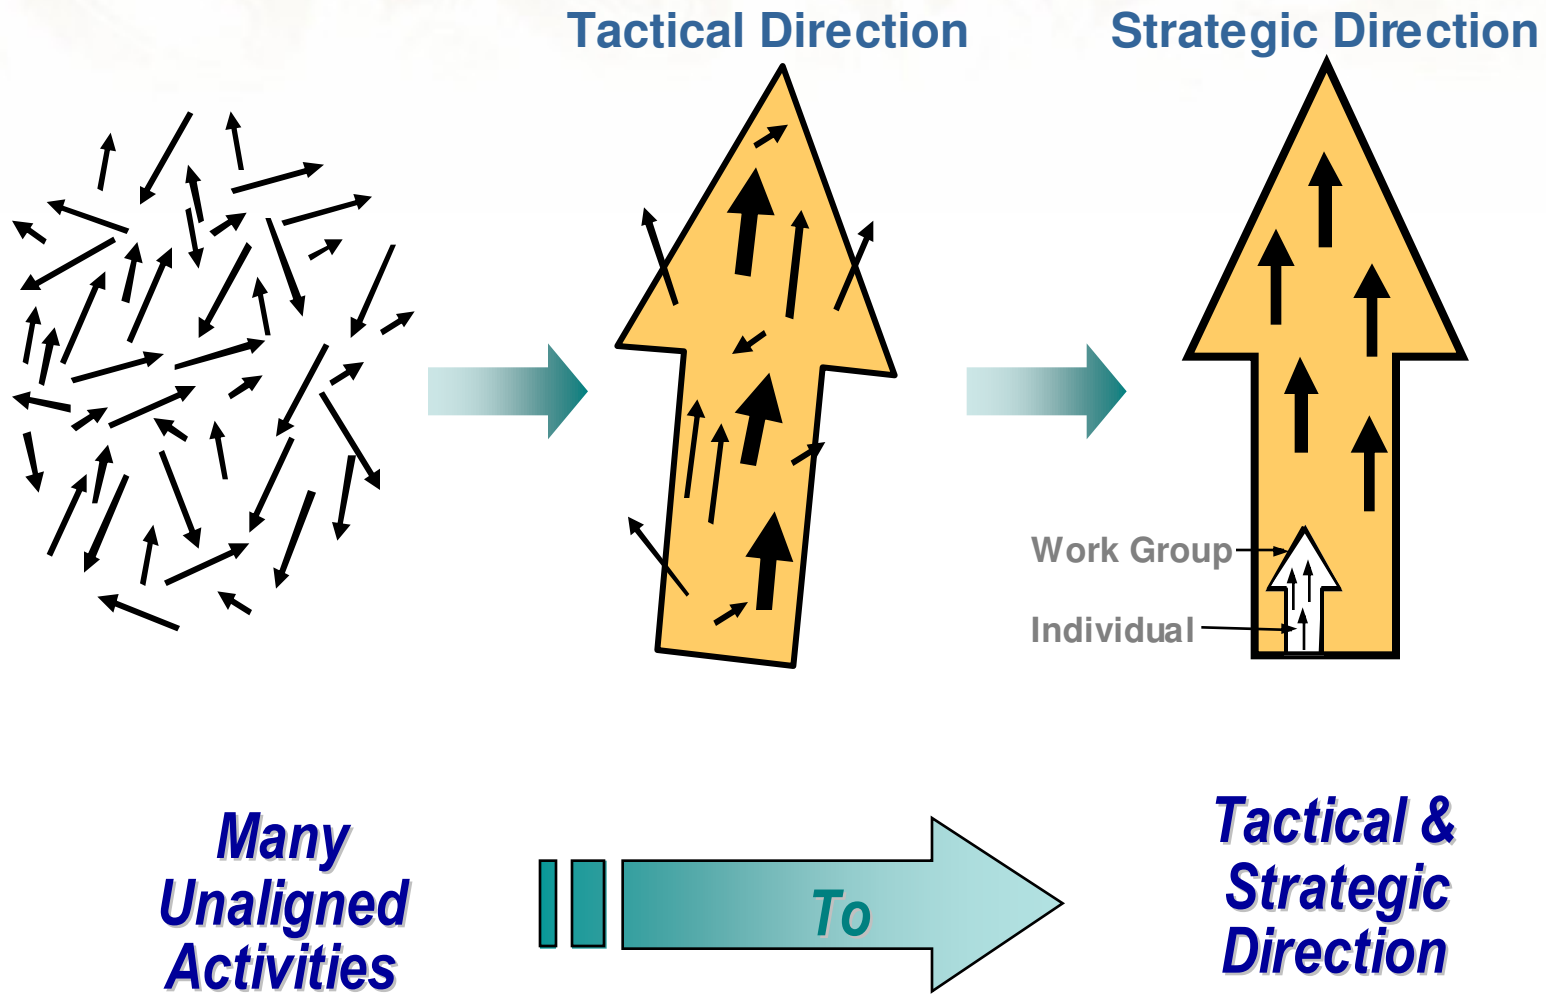 Tactical Direction
Strategic Direction
Work Group
Individual
Many
Unaligned
Activities
To
Tactical &
Strategic
Direction